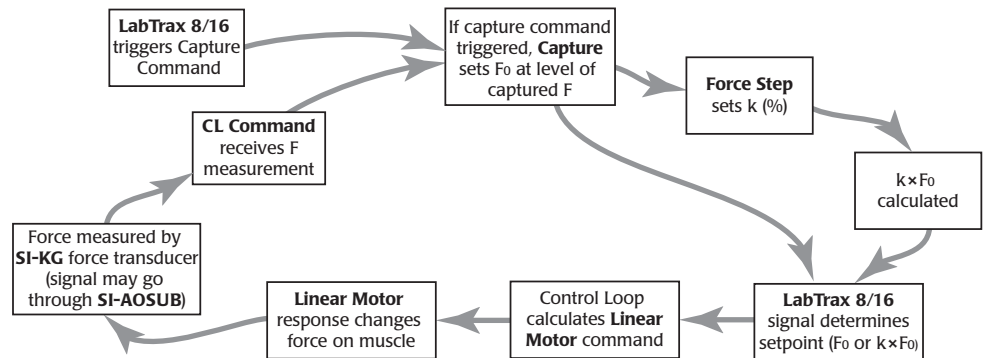 LabTrax 8/16
triggers Capture
Command
If capture command
triggered, Capture
sets F₀ at level of
captured F
Force Step
sets k (%)
CL Command
receives F
measurement
k×F₀
calculated
Force measured by
SI-KG force transducer
(signal may go
through SI-AOSUB)
Linear Motor
response changes
force on muscle
Control Loop
calculates Linear
Motor command
LabTrax 8/16
signal determines
setpoint (F₀ or k×F₀)